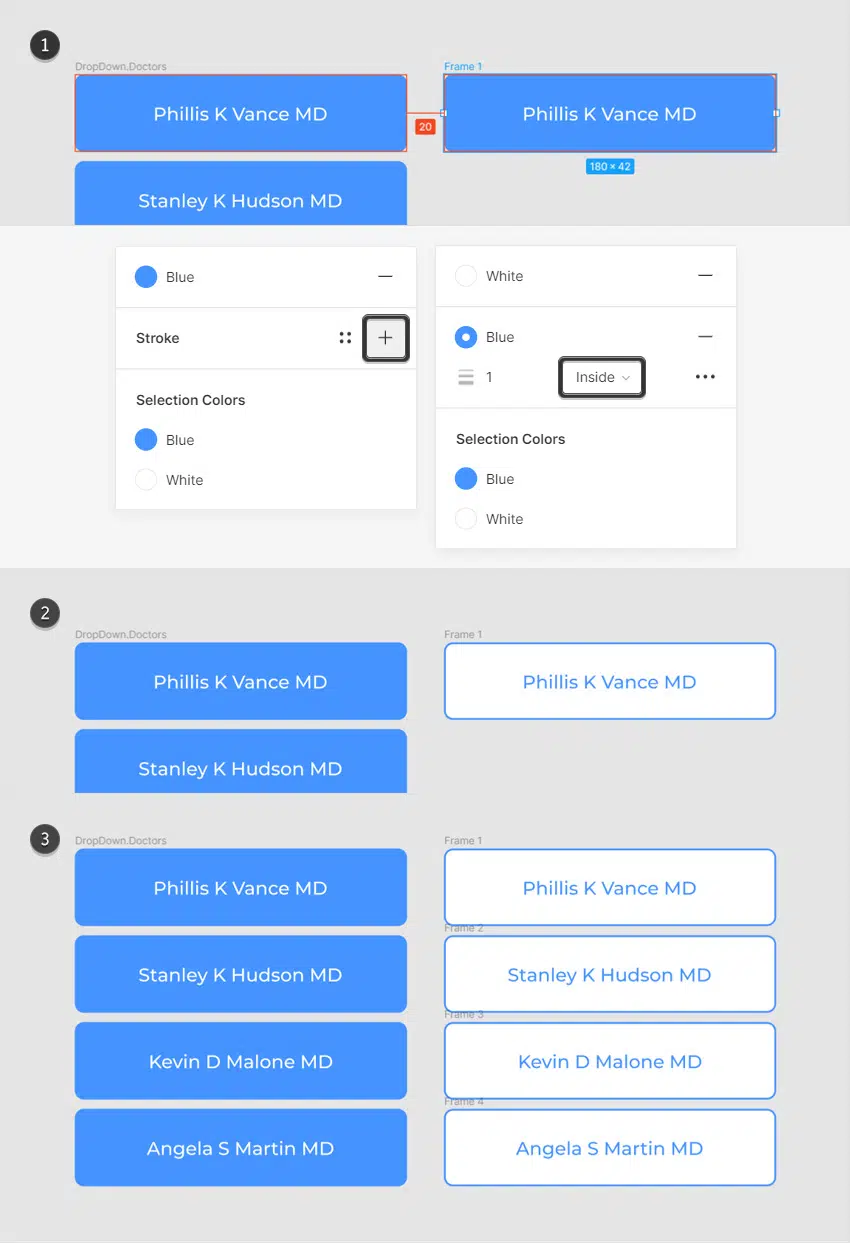 1
DropDown.Doctors
Frame 1
Phillis K Vance MD
20
Phillis K Vance MD
180 × 42
Stanley K Hudson MD
Blue
Stroke
Selection Colors
Blue
White
White
Blue
1
Inside
Selection Colors
Blue
White
2
DropDown.Doctors
Frame 1
Phillis K Vance MD
Phillis K Vance MD
Stanley K Hudson MD
3
DropDown.Doctors
Frame 1
Phillis K Vance MD
Phillis K Vance MD
Frame 2
Stanley K Hudson MD
Stanley K Hudson MD
Frame 3
Kevin D Malone MD
Kevin D Malone MD
Frame 4
Angela S Martin MD
Angela S Martin MD